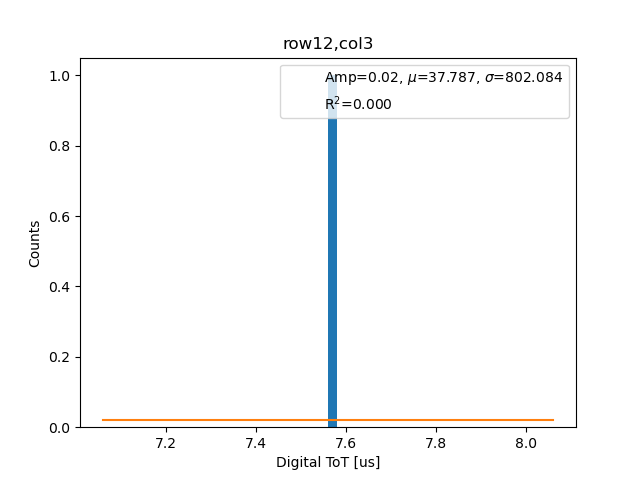 row12,col3
Amp=0.02, μ=37.787, σ=802.084
R²=0.000
1.0
0.8
0.6
0.4
0.2
0.0
Counts
7.2 7.4 7.6 7.8 8.0
Digital ToT [us]